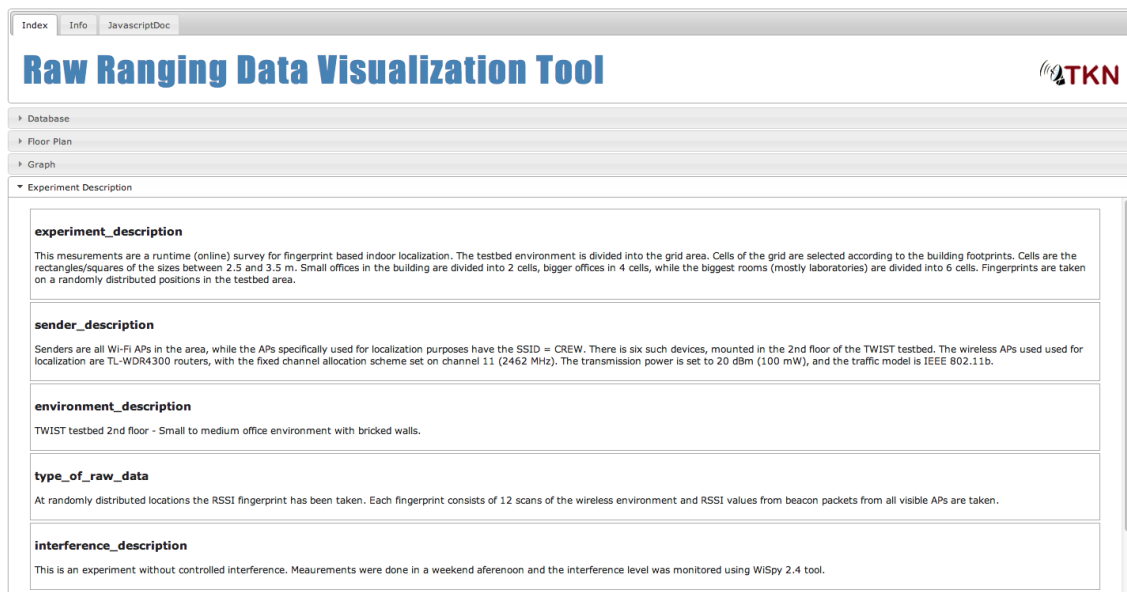 Index Info JavascriptDoc
Raw Ranging Data Visualization Tool
TKN
Database
Floor Plan
Graph
Experiment Description
experiment_description
This mesurements are a runtime (online) survey for fingerprint based indoor localization. The testbed environment is divided into the grid area. Cells of the grid are selected according to the building footprints. Cells are the
rectangles/squares of the sizes between 2.5 and 3.5 m. Small offices in the building are divided into 2 cells, bigger offices in 4 cells, while the biggest rooms (mostly laboratories) are divided into 6 cells. Fingerprints are taken
on a randomly distributed positions in the testbed area.
sender_description
Senders are all Wi-Fi APs in the area, while the APs specifically used for localization purposes have the SSID = CREW. There is six such devices, mounted in the 2nd floor of the TWIST testbed. The wireless APs used used for
localization are TL-WDR4300 routers, with the fixed channel allocation scheme set on channel 11 (2462 MHz). The transmission power is set to 20 dBm (100 mW), and the traffic model is IEEE 802.11b.
environment_description
TWIST testbed 2nd floor - Small to medium office environment with bricked walls.
type_of_raw_data
At randomly distributed locations the RSSI fingerprint has been taken. Each fingerprint consists of 12 scans of the wireless environment and RSSI values from beacon packets from all visible APs are taken.
interference_description
This is an experiment without controlled interference. Meaurements were done in a weekend aferenoon and the interference level was monitored using WiSpy 2.4 tool.